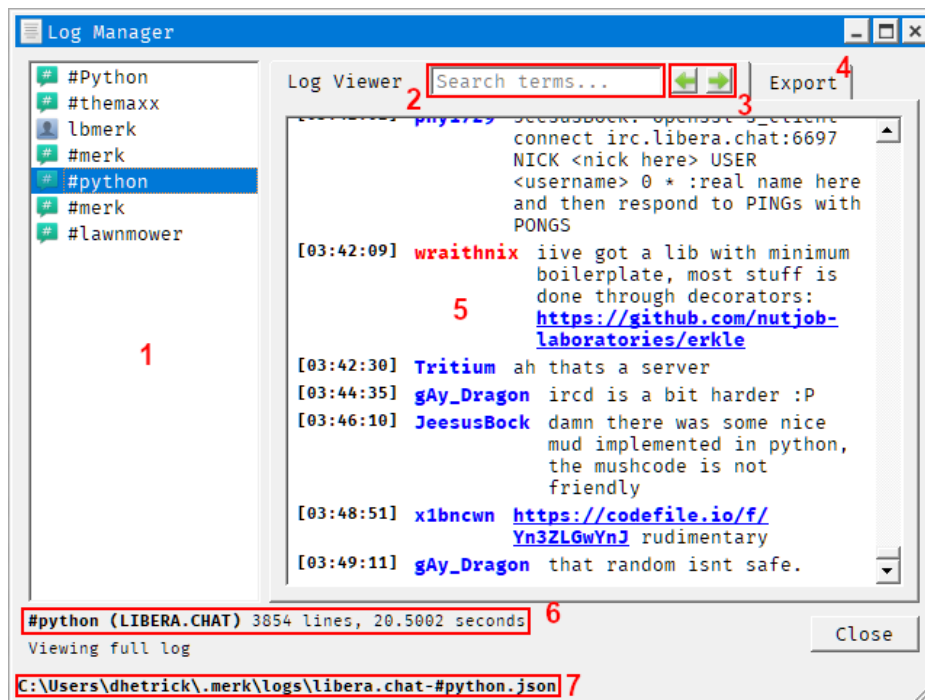 Log Manager
#Python
#themaxx
lbmerk
#merk
#python
#merk
#lawnmower
1
Log Viewer
2
Search terms...
3
Export
4
connect irc.libera.chat:6697
NICK <nick here> USER
<username> 0 * :real name here
and then respond to PINGs with
PONGS
[03:42:09] wraithnix iive got a lib with minimum
boilerplate, most stuff is
done through decorators:
https://github.com/nutjob-
laboratories/erkle
5
[03:42:30] Tritium ah thats a server
[03:44:35] gAy_Dragon ircd is a bit harder :P
[03:46:10] JeesusBock damn there was some nice
mud implemented in python,
the mushcode is not
friendly
[03:48:51] x1bncwn https://codefile.io/f/
Yn3ZLGwYnJ rudimentary
[03:49:11] gAy_Dragon that random isnt safe.
#python (LIBERA.CHAT) 3854 lines, 20.5002 seconds
6
Viewing full log
Close
C:\Users\dhetrick\.merk\logs\libera.chat-#python.json
7